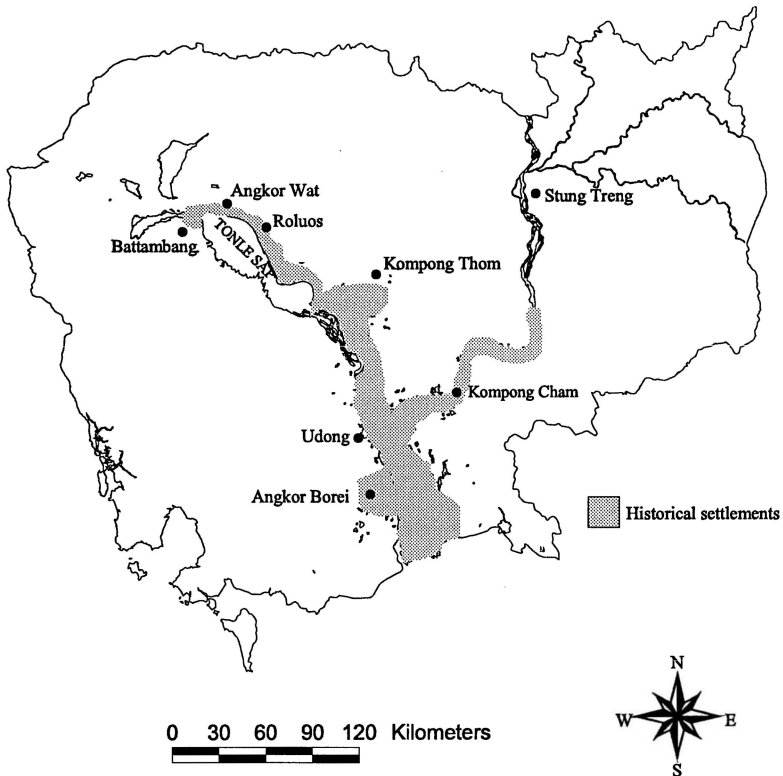 Angkor Wat
Stung Treng
Roluos
Battambang
TONLE SAP
Kompong Thom
Kompong Cham
Udong
Angkor Borei
Historical settlements
N
W E
S
0 30 60 90 120 Kilometers